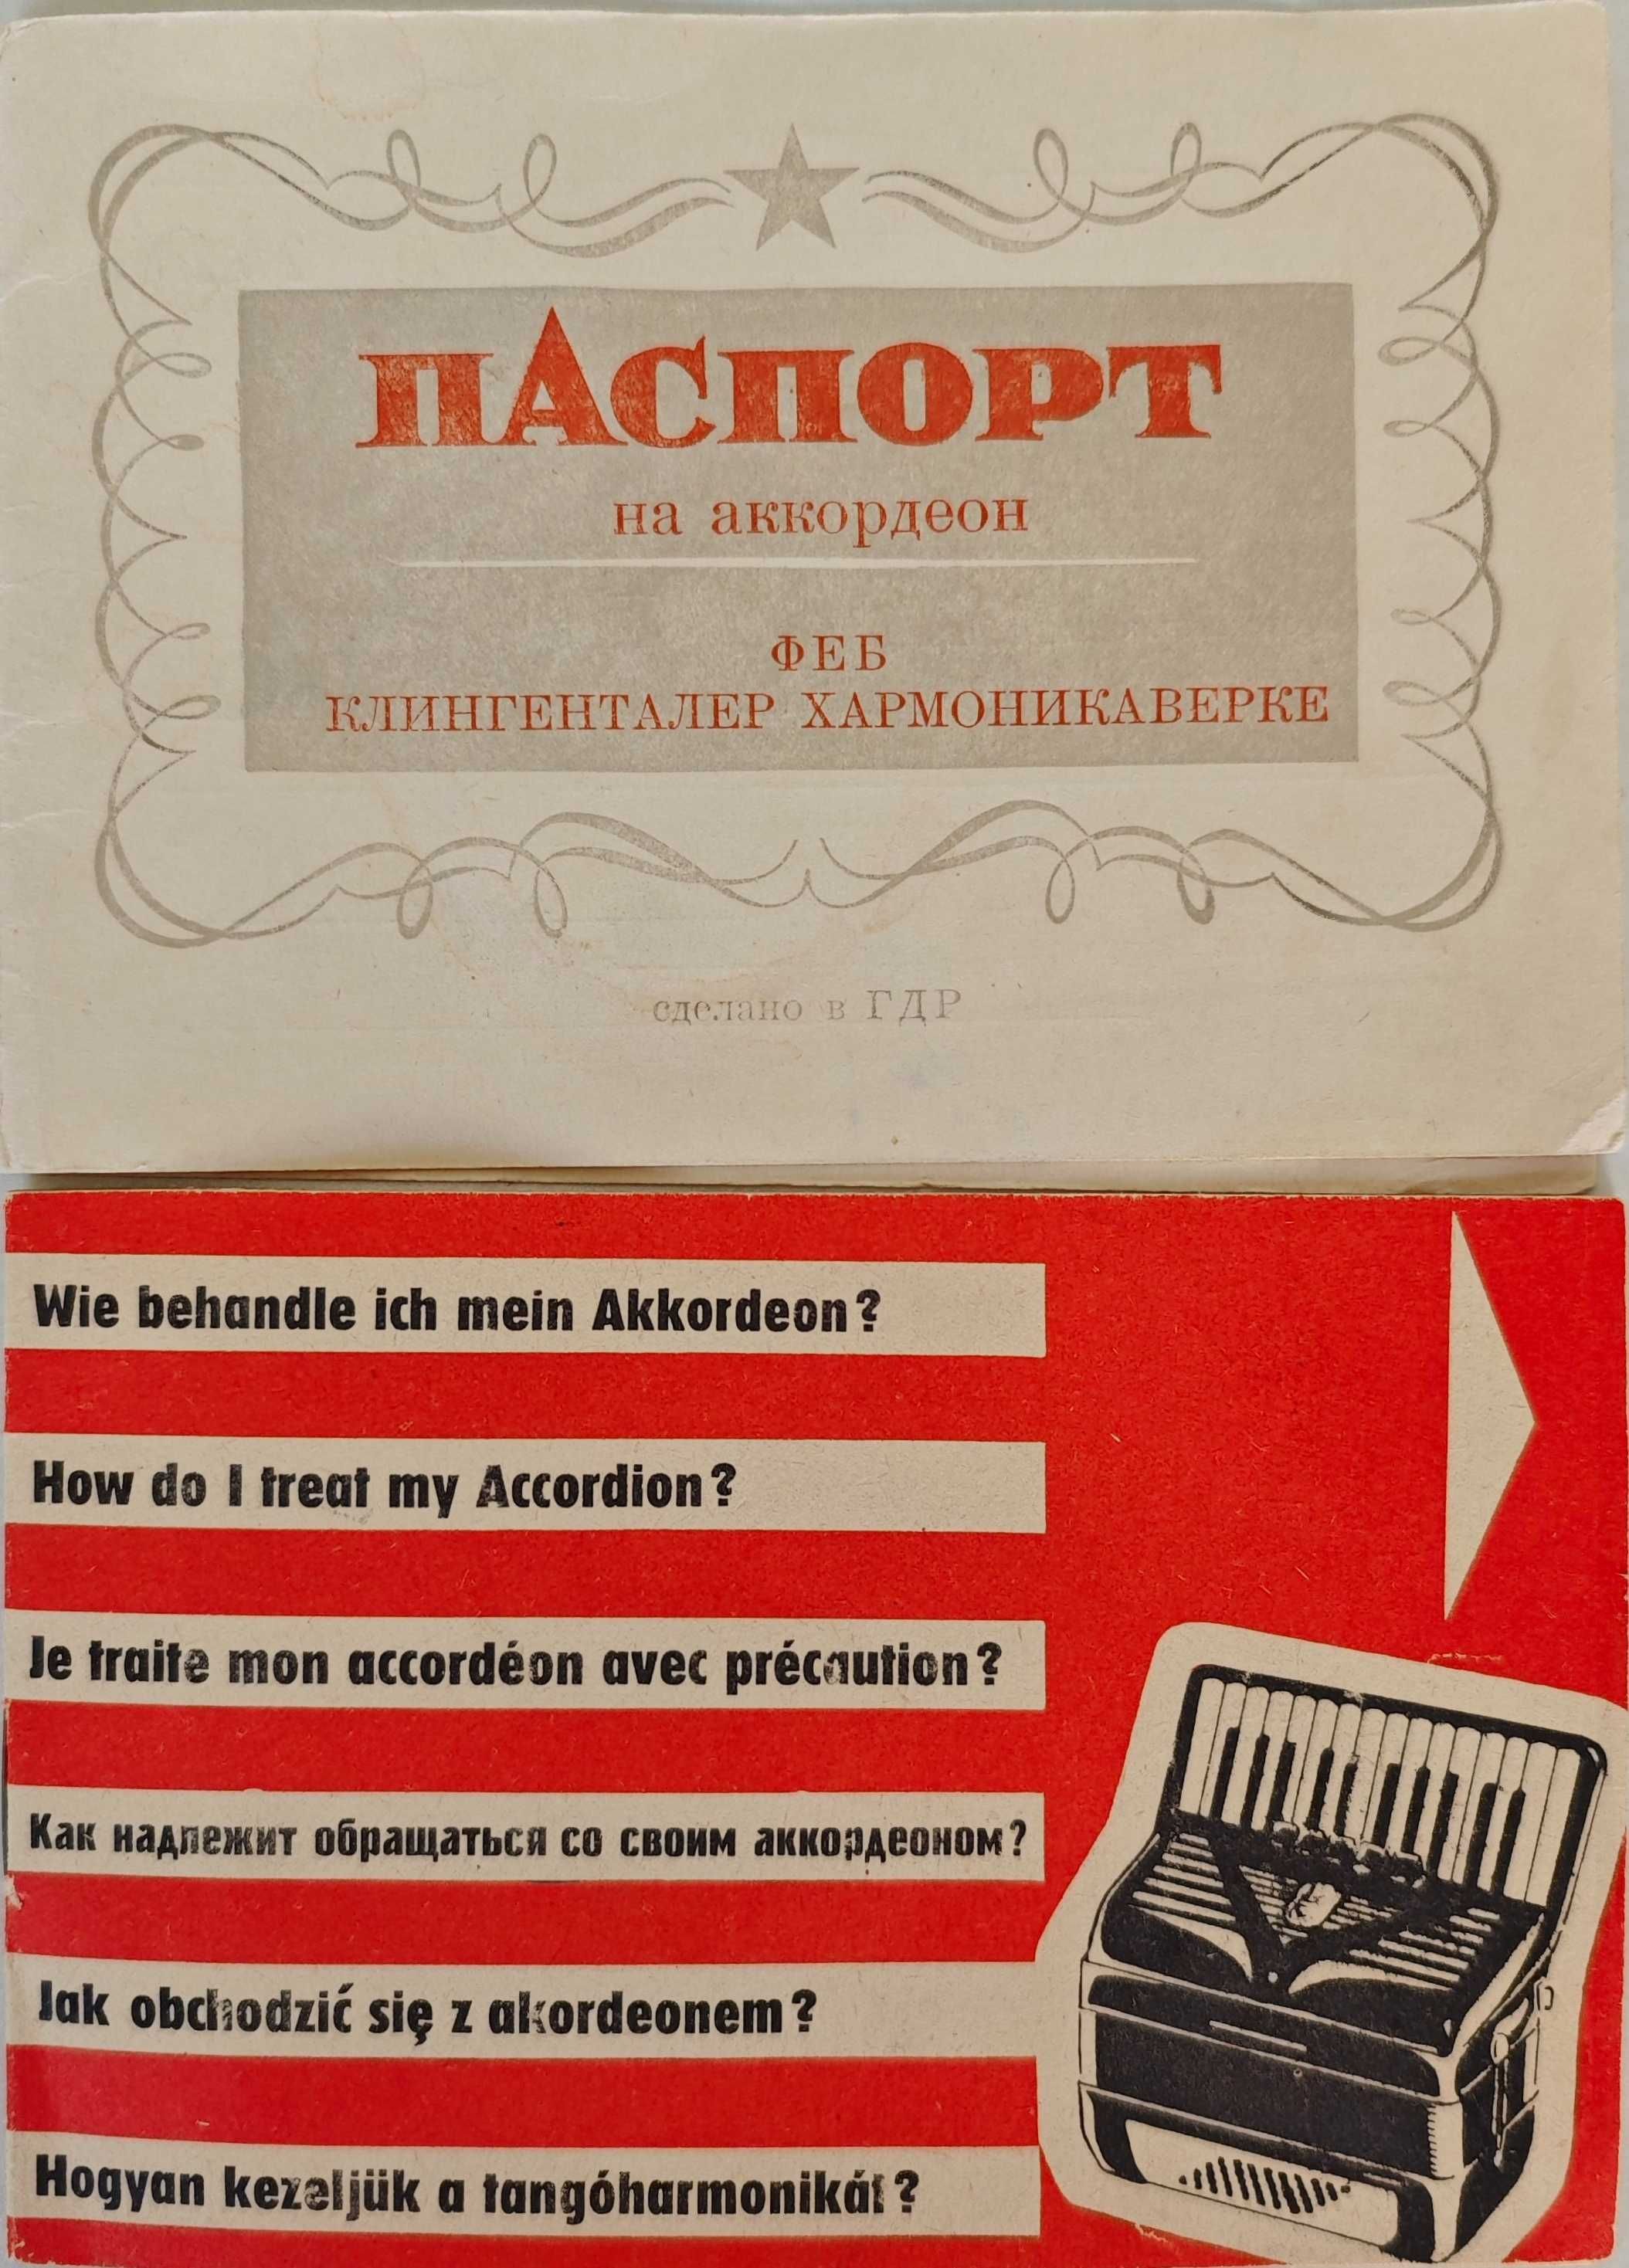 ПАСПОРТ
на аккордеон
ФЕБ
КЛИНГЕНТАЛЕР ХАРМОНИКАВЕРКЕ
сделано в ГДР
Wie behandle ich mein Akkordeon?
How do I treat my Accordion?
Je traite mon accordéon avec précaution?
Как надлежит обращаться со своим аккордеоном?
Jak obchodzić się z akordeonem?
Hogyan kezeljük a tangóharmonikát?